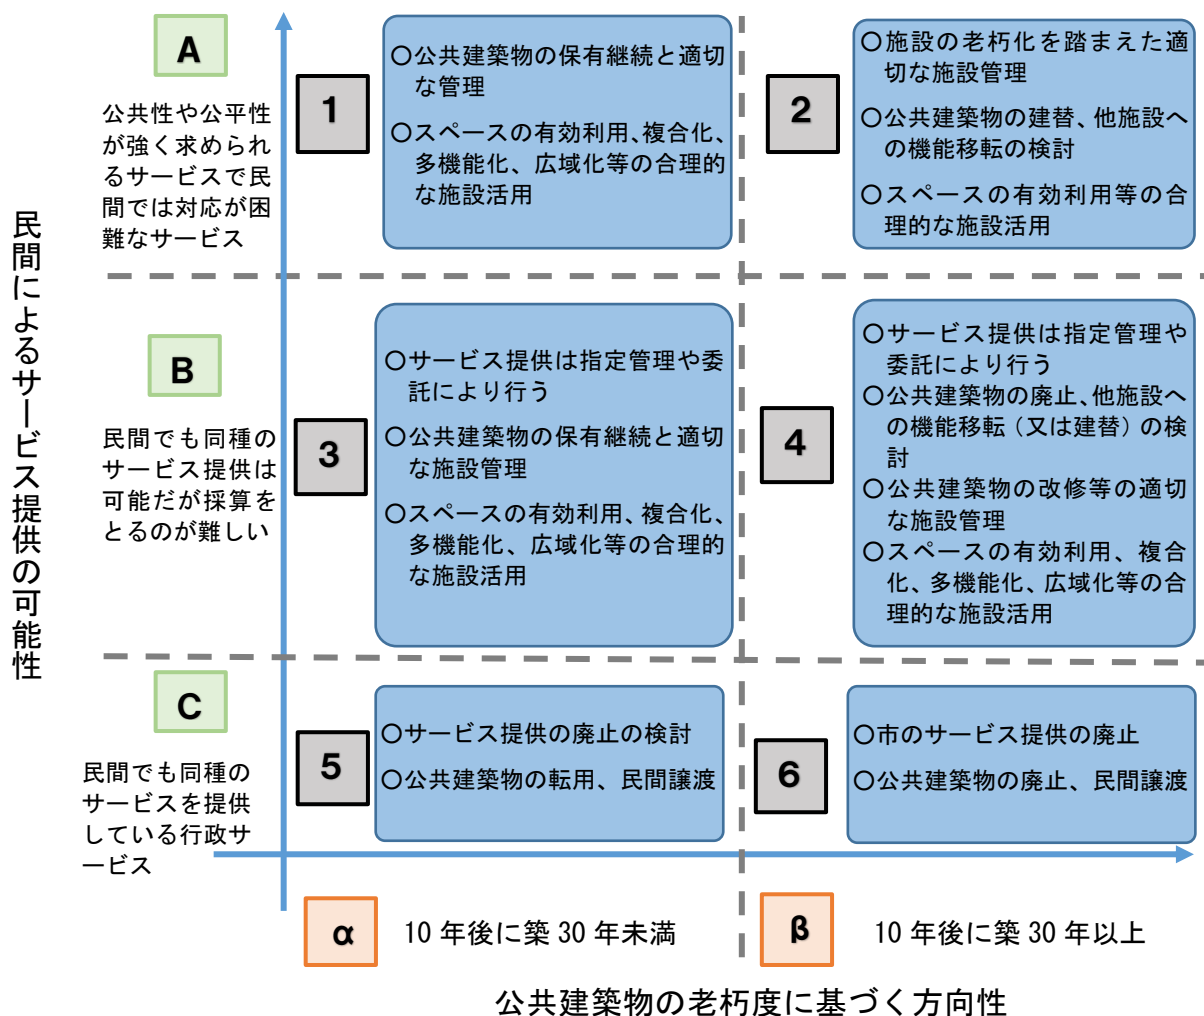 民間によるサービス提供の可能性
A
公共性や公平性
が強く求められ
るサービスで民
間では対応が困
難なサービス
1
〇公共建築物の保有継続と適切
な管理
〇スペースの有効利用、複合化、
多機能化、広域化等の合理的
な施設活用
2
〇施設の老朽化を踏まえた適
切な施設管理
〇公共建築物の建替、他施設へ
の機能移転の検討
〇スペースの有効利用等の合
理的な施設活用
B
民間でも同種の
サービス提供は
可能だが採算を
とるのが難しい
3
〇サービス提供は指定管理や委
託により行う
〇公共建築物の保有継続と適切
な施設管理
〇スペースの有効利用、複合化、
多機能化、広域化等の合理的
な施設活用
4
〇サービス提供は指定管理や
委託により行う
〇公共建築物の廃止、他施設へ
の機能移転（又は建替）の検
討
〇公共建築物の改修等の適切
な施設管理
〇スペースの有効利用、複合
化、多機能化、広域化等の合
理的な施設活用
C
民間でも同種の
サービスを提供
している行政サ
ービス
5
〇サービス提供の廃止の検討
〇公共建築物の転用、民間譲渡
6
〇市のサービス提供の廃止
〇公共建築物の廃止、民間譲渡
α
10 年後に築 30 年未満
β
10 年後に築 30 年以上
公共建築物の老朽度に基づく方向性